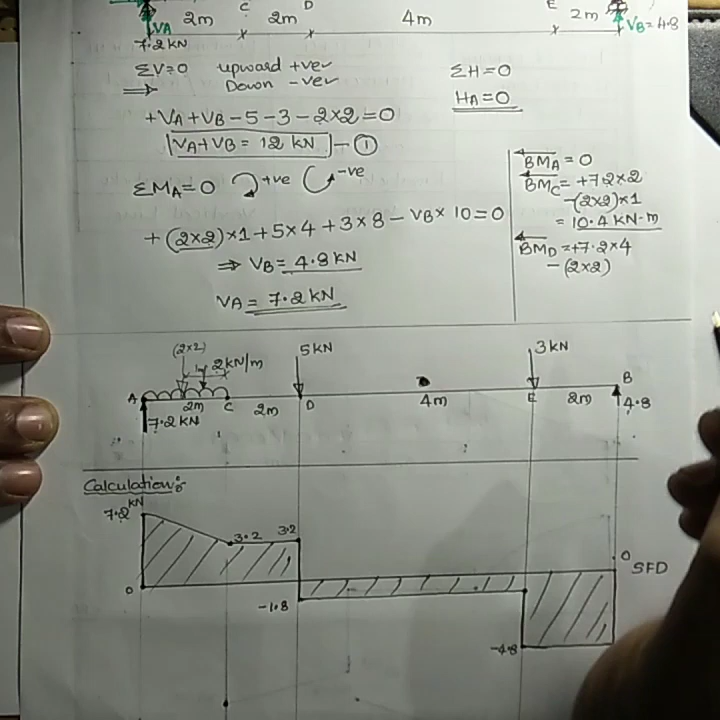 C D E
VA 2m 2m 4m 2m VB=4.8
7.2 kN
ΣV=0 upward +ver
Down -ver
ΣH=0
HA=0
+VA+VB-5-3-2×2=0
VA+VB= 12 kN -①
ΣMA=0 +ve -ve
+(2×2)×1+5×4+3×8-VB×10=0
⇒ VB= 4.8 kN
VA= 7.2 kN
BMA=0
BMC=+7.2×2
-(2×2)×1
= 10.4 kN-m
BMD=+7.2×4
-(2×2)
(2×2) 2kN/m 5KN 3KN
A 2m C 2m D 4m E 2m B
7.2 KN 4.8
Calculation:
7.2 KN
3.2 3.2
0 0 SFD
-1.8
-4.8